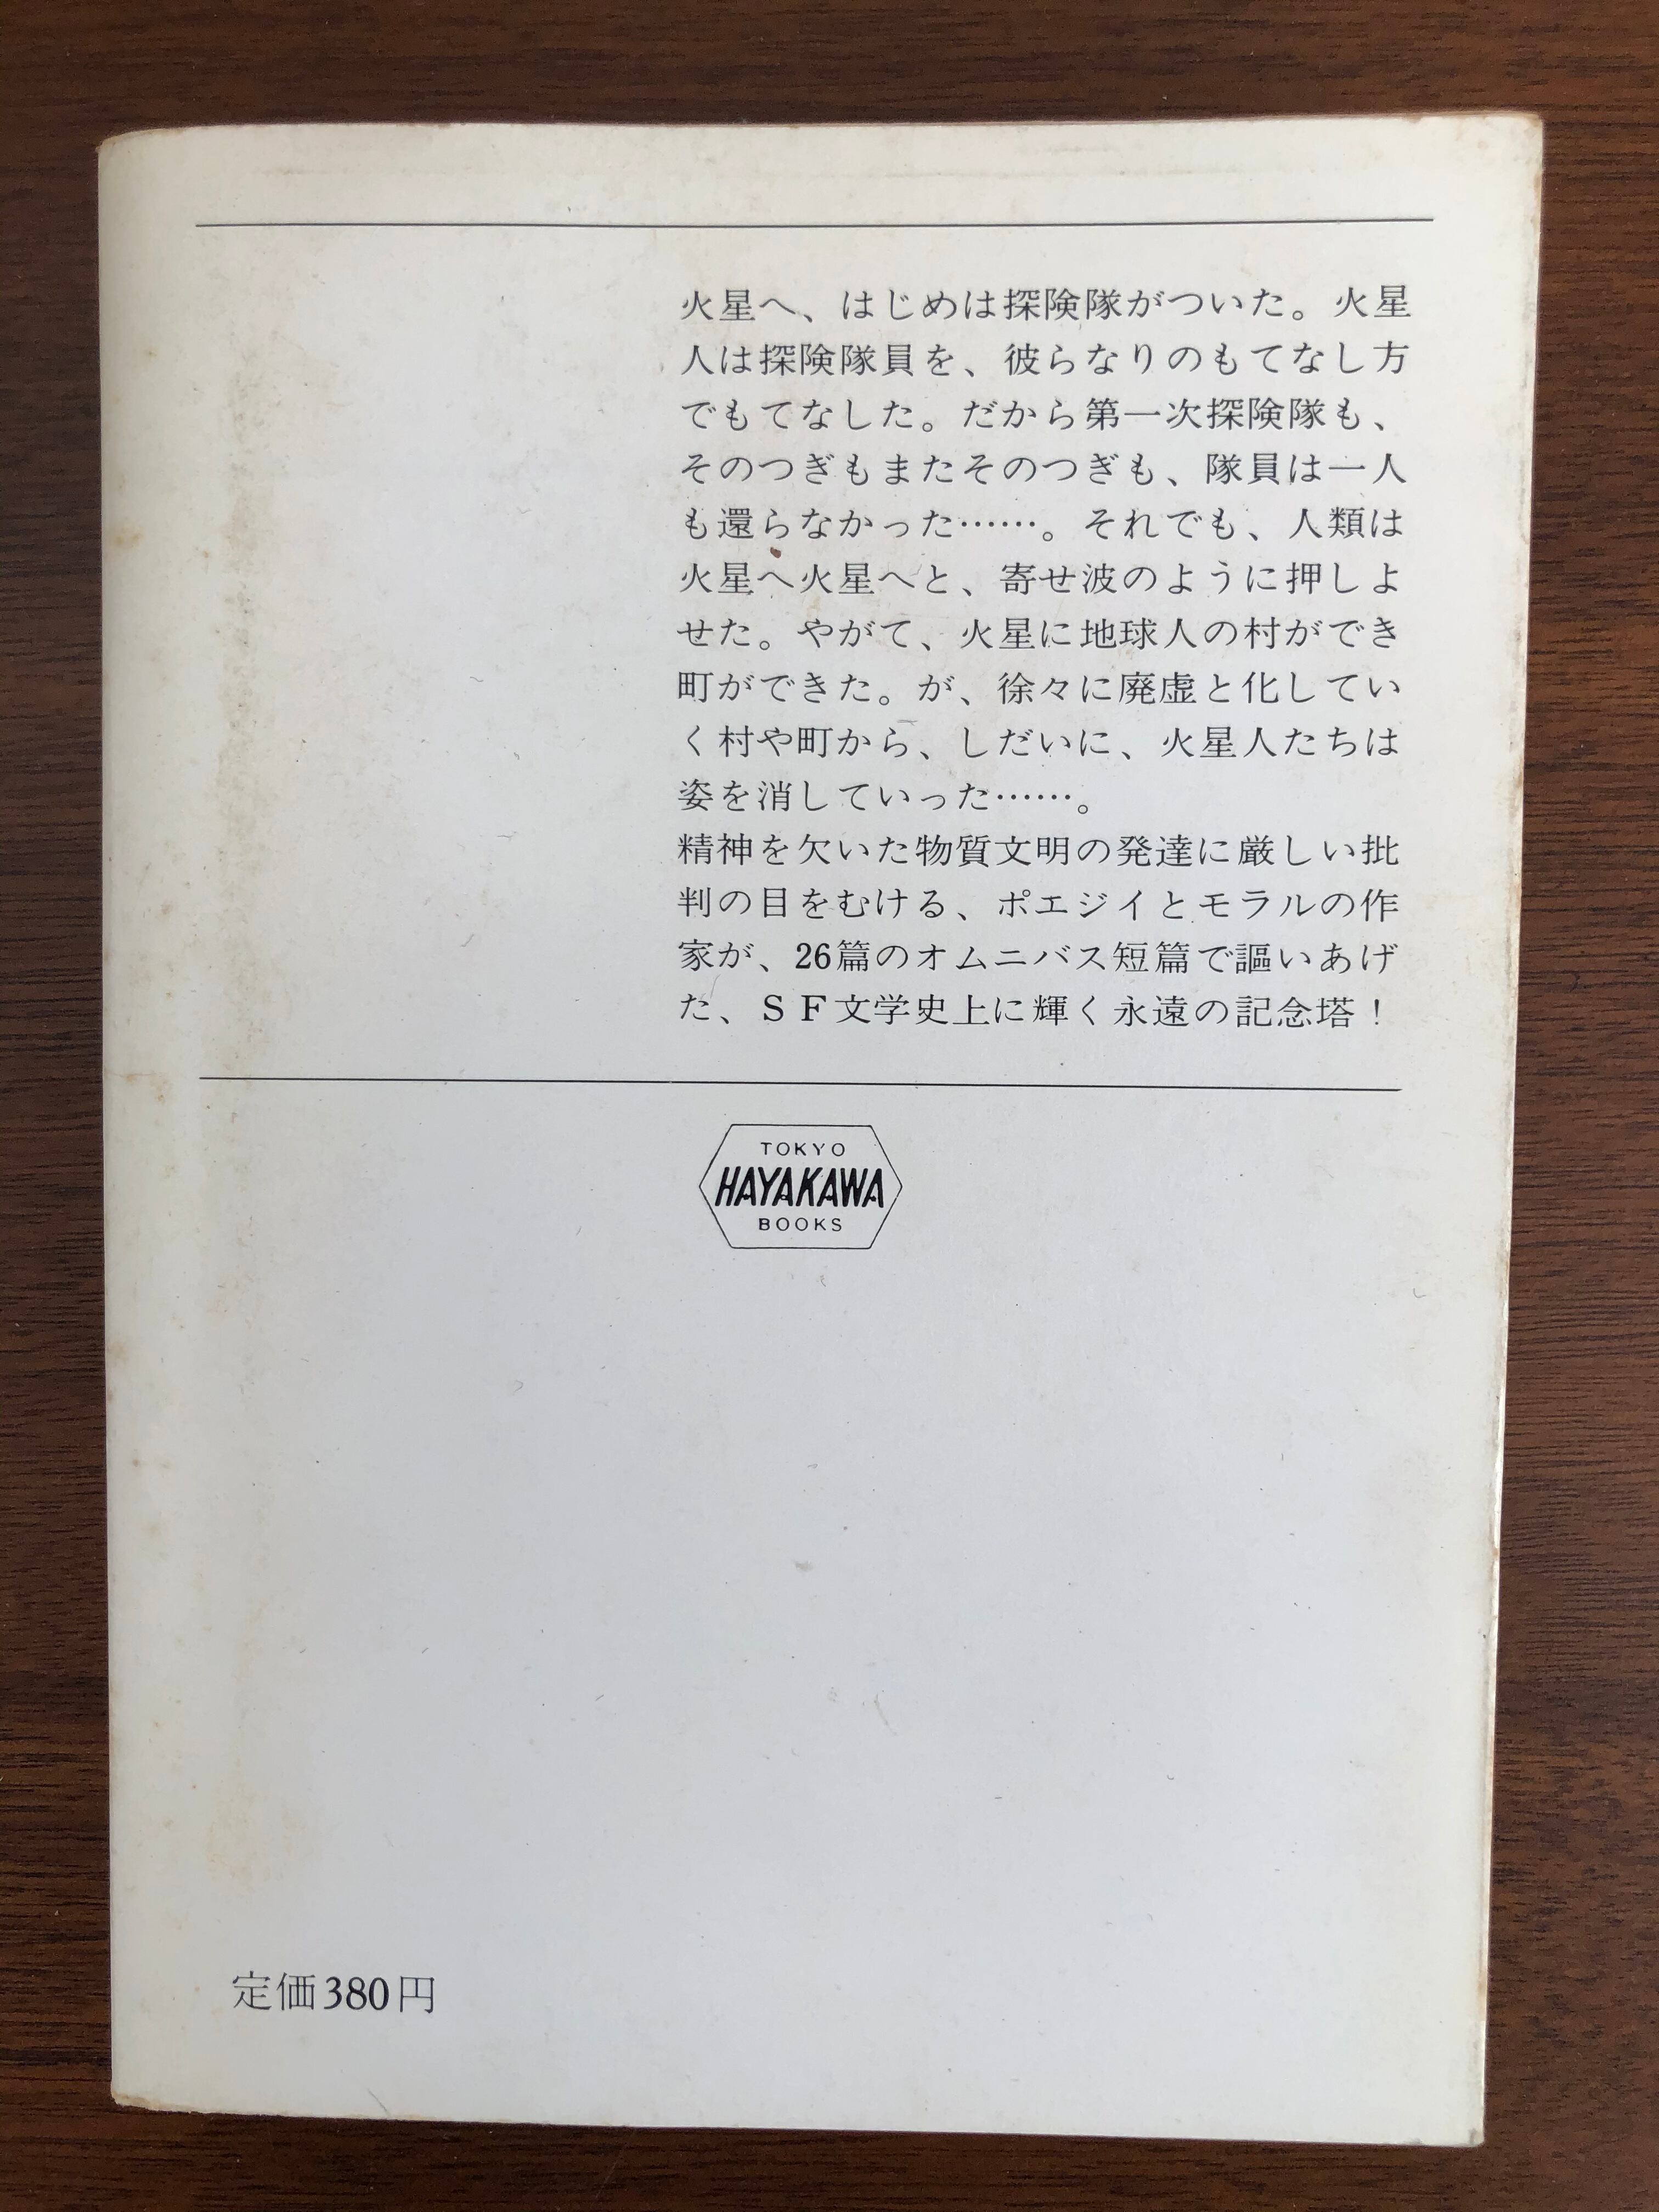 火星へ、はじめは探険隊がついた。火星
人は探険隊員を、彼らなりのもてなし方
でもてなした。だから第一次探険隊も、
そのつぎもまたそのつぎも、隊員は一人
も還らなかった……。それでも、人類は
火星へ火星へと、寄せ波のように押しよ
せた。やがて、火星に地球人の村ができ
町ができた。が、徐々に廃虚と化してい
く村や町から、しだいに、火星人たちは
姿を消していった……。
精神を欠いた物質文明の発達に厳しい批
判の目をむける、ポエジイとモラルの作
家が、26篇のオムニバス短篇で謳いあげ
た、ＳＦ文学史上に輝く永遠の記念塔！
TOKYO
HAYAKAWA
BOOKS
定価380円